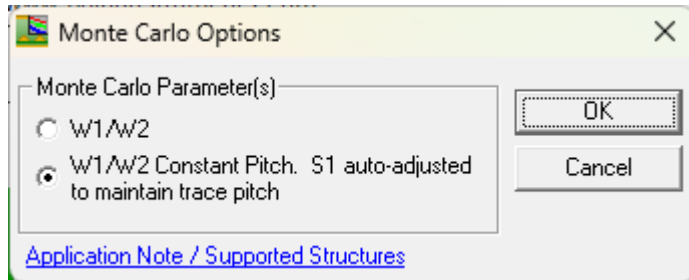 Monte Carlo Options
Monte Carlo Parameter(s)
W1/W2
W1/W2 Constant Pitch. S1 auto-adjusted
to maintain trace pitch
OK
Cancel
Application Note / Supported Structures